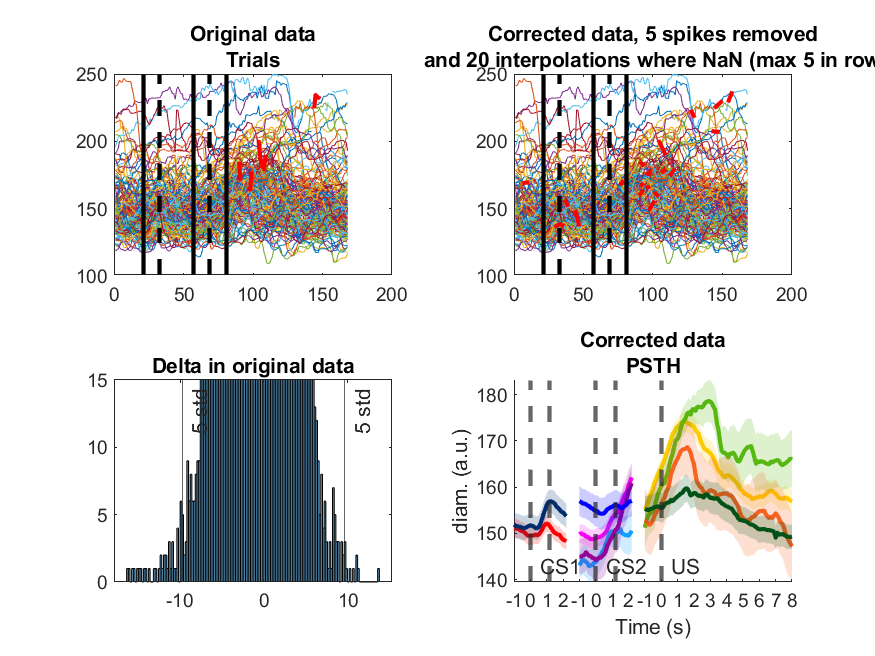 Original data
Trials
250
200
150
100
0 50 100 150 200
Corrected data, 5 spikes removed
and 20 interpolations where NaN (max 5 in row
250
200
150
100
0 50 100 150 200
Delta in original data
15
10
5
0
5 std
5 std
-10 0 10
Corrected data
PSTH
diam. (a.u.)
180
170
160
150
140
CS1 CS2 US
-1 0 1 2 -1 0 1 2 -1 0 1 2 3 4 5 6 7 8
Time (s)